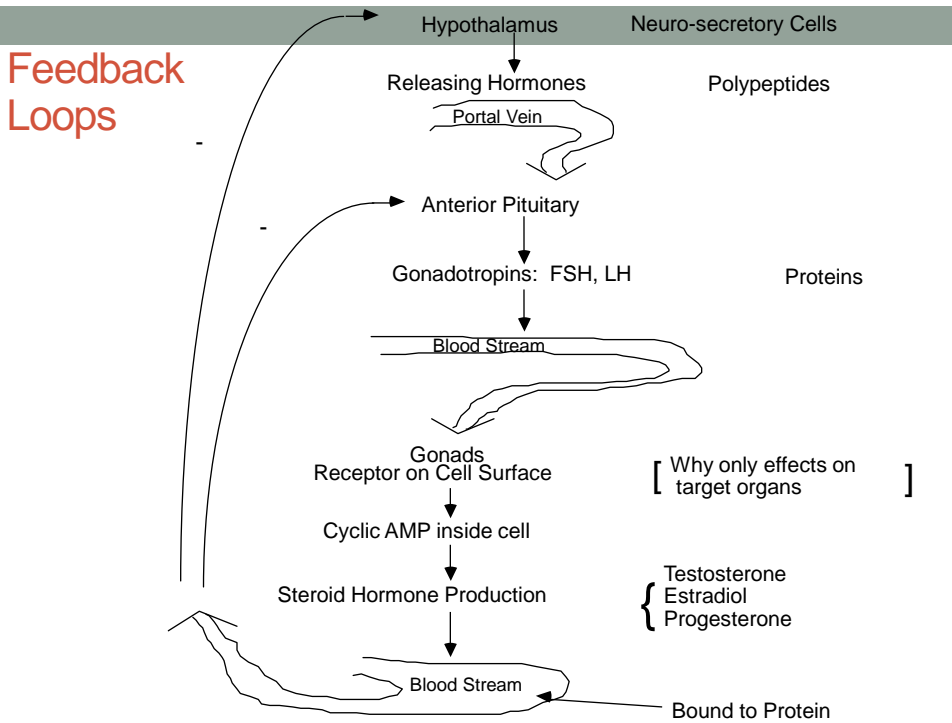 Hypothalamus
Neuro-secretory Cells
Feedback
Loops
Releasing Hormones
Polypeptides
Portal Vein
-
Anterior Pituitary
-
Gonadotropins: FSH, LH
Proteins
Blood Stream
Gonads
Receptor on Cell Surface
[ Why only effects on ]
target organs
Cyclic AMP inside cell
Steroid Hormone Production
{ Testosterone
Estradiol
Progesterone
Blood Stream
Bound to Protein